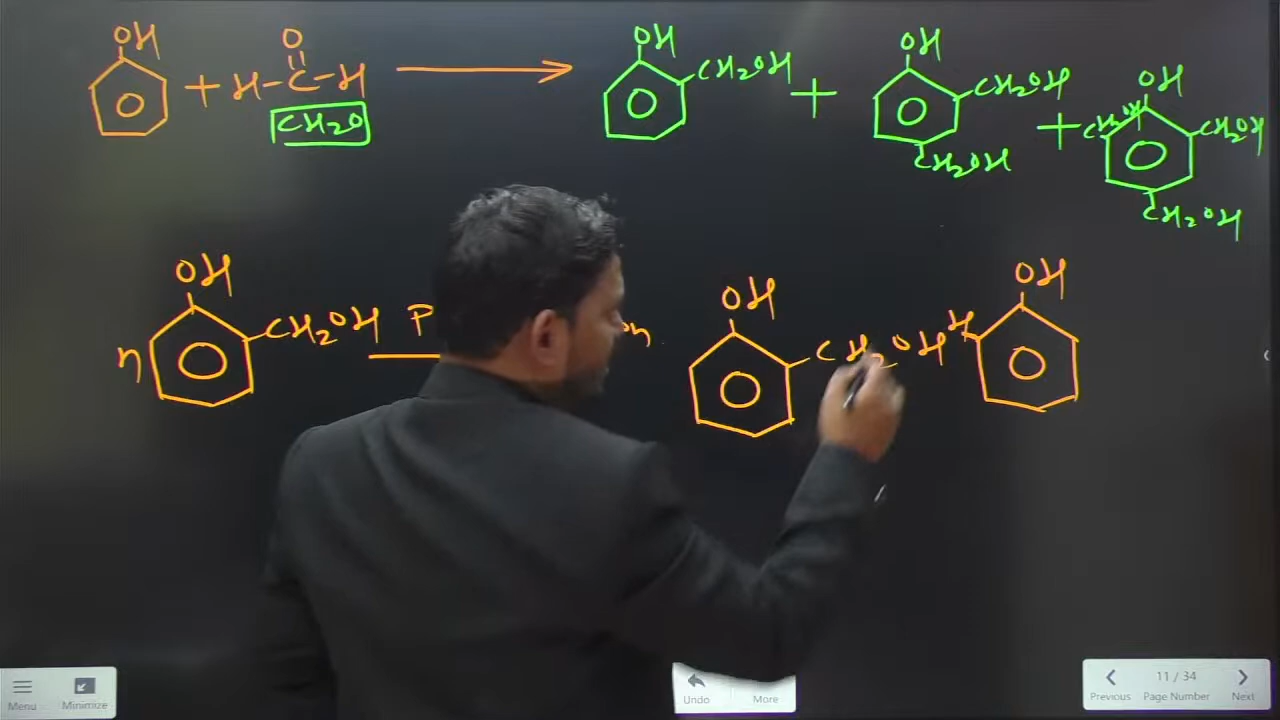 OH
O
H-C-H
+
CH2O
OH
CH2OH
+
OH
CH2OH
CH2OH
+
OH
CH2OH
CH2OH
CH2OH
n
OH
CH2OH
P
n
OH
CH2OH
H
OH
Menu
Minimize
Undo
More
Previous
11 / 34
Page Number
Next